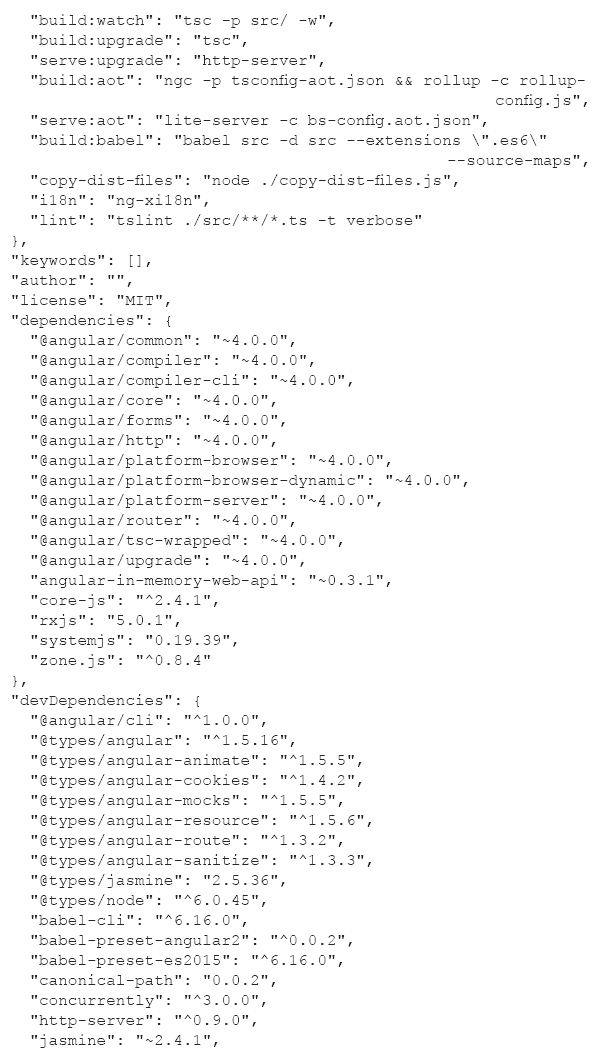 "build:watch": "tsc -p src/ -w",
"build:upgrade": "tsc",
"serve:upgrade": "http-server",
"build:aot": "ngc -p tsconfig-aot.json && rollup -c rollup-
config.js",
"serve:aot": "lite-server -c bs-config.aot.json",
"build:babel": "babel src -d src --extensions \".es6\"
--source-maps",
"copy-dist-files": "node ./copy-dist-files.js",
"i18n": "ng-xi18n",
"lint": "tslint ./src/**/*.ts -t verbose"
},
"keywords": [],
"author": "",
"license": "MIT",
"dependencies": {
"@angular/common": "~4.0.0",
"@angular/compiler": "~4.0.0",
"@angular/compiler-cli": "~4.0.0",
"@angular/core": "~4.0.0",
"@angular/forms": "~4.0.0",
"@angular/http": "~4.0.0",
"@angular/platform-browser": "~4.0.0",
"@angular/platform-browser-dynamic": "~4.0.0",
"@angular/platform-server": "~4.0.0",
"@angular/router": "~4.0.0",
"@angular/tsc-wrapped": "~4.0.0",
"@angular/upgrade": "~4.0.0",
"angular-in-memory-web-api": "~0.3.1",
"core-js": "^2.4.1",
"rxjs": "5.0.1",
"systemjs": "0.19.39",
"zone.js": "^0.8.4"
},
"devDependencies": {
"@angular/cli": "^1.0.0",
"@types/angular": "^1.5.16",
"@types/angular-animate": "^1.5.5",
"@types/angular-cookies": "^1.4.2",
"@types/angular-mocks": "^1.5.5",
"@types/angular-resource": "^1.5.6",
"@types/angular-route": "^1.3.2",
"@types/angular-sanitize": "^1.3.3",
"@types/jasmine": "2.5.36",
"@types/node": "^6.0.45",
"babel-cli": "^6.16.0",
"babel-preset-angular2": "^0.0.2",
"babel-preset-es2015": "^6.16.0",
"canonical-path": "0.0.2",
"concurrently": "^3.0.0",
"http-server": "^0.9.0",
"jasmine": "~2.4.1",